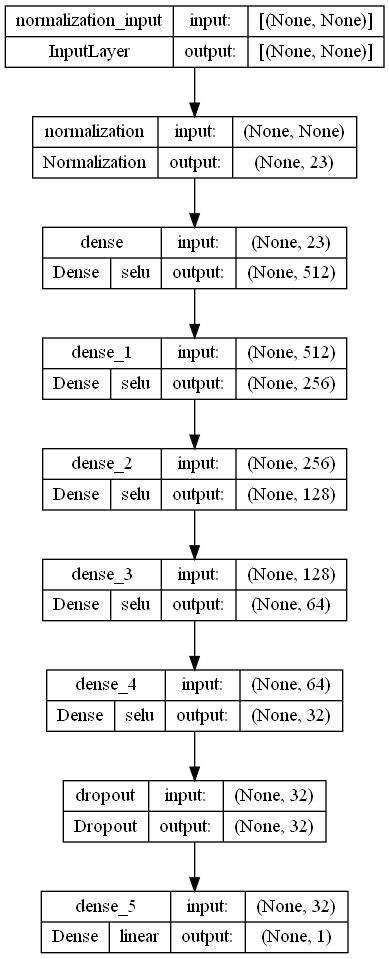 normalization_input input: [(None, None)]
InputLayer output: [(None, None)]
normalization input: (None, None)
Normalization output: (None, 23)
dense input: (None, 23)
Dense selu output: (None, 512)
dense_1 input: (None, 512)
Dense selu output: (None, 256)
dense_2 input: (None, 256)
Dense selu output: (None, 128)
dense_3 input: (None, 128)
Dense selu output: (None, 64)
dense_4 input: (None, 64)
Dense selu output: (None, 32)
dropout input: (None, 32)
Dropout output: (None, 32)
dense_5 input: (None, 32)
Dense linear output: (None, 1)